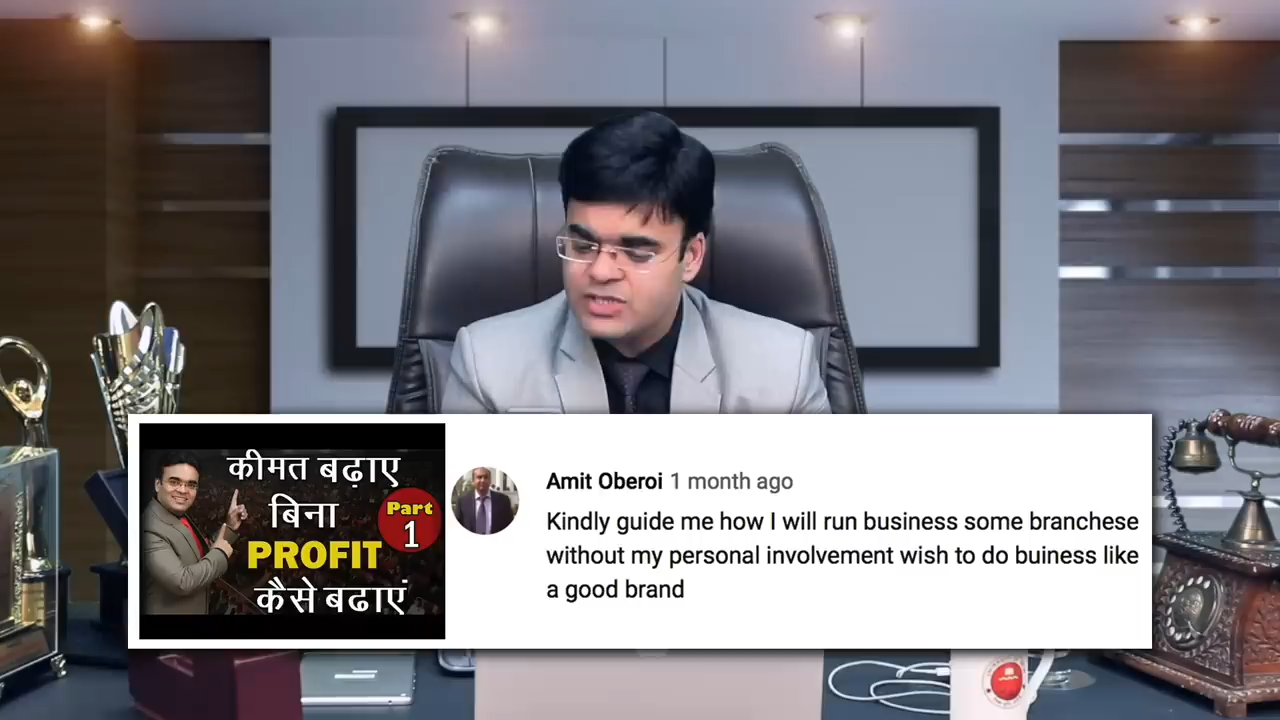 कीमत बढ़ाए
बिना
Part
1
PROFIT
कैसे बढाएं
Amit Oberoi 1 month ago
Kindly guide me how I will run business some branchese
without my personal involvement wish to do buiness like
a good brand